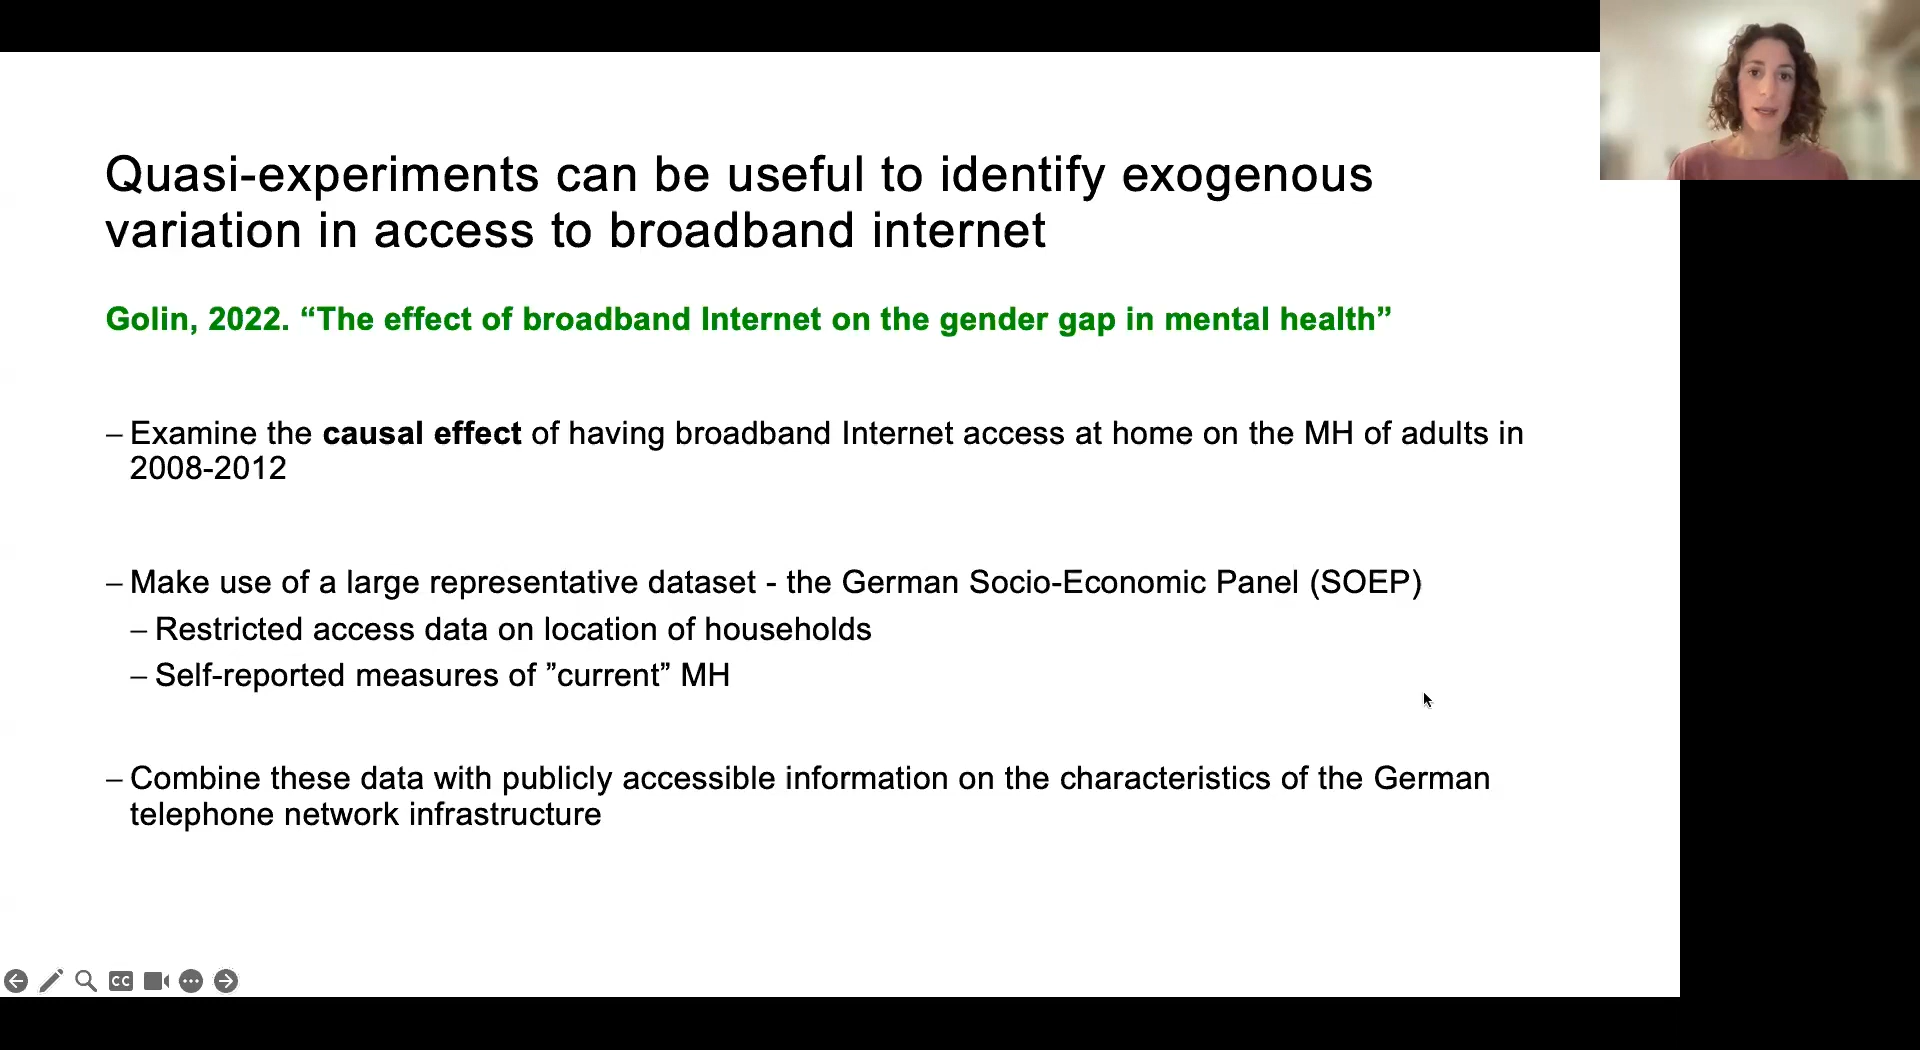 Quasi-experiments can be useful to identify exogenous
variation in access to broadband internet
Golin, 2022. “The effect of broadband Internet on the gender gap in mental health”
– Examine the causal effect of having broadband Internet access at home on the MH of adults in
2008-2012
– Make use of a large representative dataset - the German Socio-Economic Panel (SOEP)
– Restricted access data on location of households
– Self-reported measures of ”current” MH
– Combine these data with publicly accessible information on the characteristics of the German
telephone network infrastructure
CC